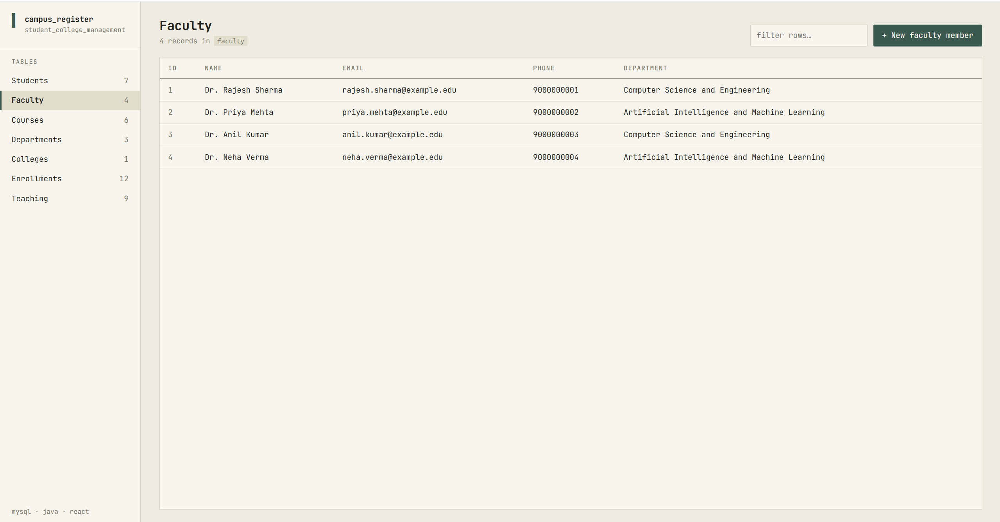 campus_register
student_college_management
TABLES
Students 7
Faculty 4
Courses 6
Departments 3
Colleges 1
Enrollments 12
Teaching 9
mysql · java · react
Faculty
4 records in faculty
filter rows…
+ New faculty member
ID NAME EMAIL PHONE DEPARTMENT
1 Dr. Rajesh Sharma rajesh.sharma@example.edu 9000000001 Computer Science and Engineering
2 Dr. Priya Mehta priya.mehta@example.edu 9000000002 Artificial Intelligence and Machine Learning
3 Dr. Anil Kumar anil.kumar@example.edu 9000000003 Computer Science and Engineering
4 Dr. Neha Verma neha.verma@example.edu 9000000004 Artificial Intelligence and Machine Learning